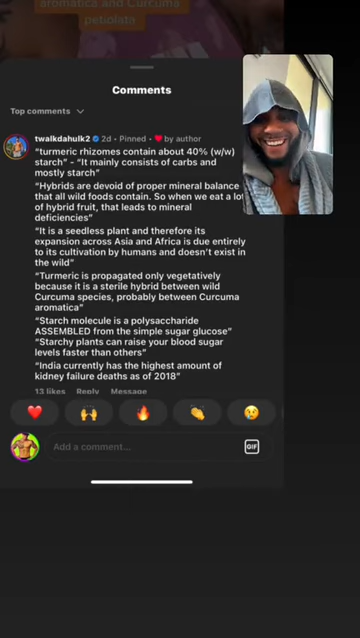 aromatica and Curcuma
petiolata
Comments
Top comments
twalkdahulk2 2d • Pinned • by author
“turmeric rhizomes contain about 40% (w/w)
starch” - “It mainly consists of carbs and
mostly starch”
“Hybrids are devoid of proper mineral balance
that all wild foods contain. So when we eat a lot
of hybrid fruit, that leads to mineral
deficiencies”
“It is a seedless plant and therefore its
expansion across Asia and Africa is due entirely
to its cultivation by humans and doesn’t exist in
the wild”
“Turmeric is propagated only vegetatively
because it is a sterile hybrid between wild
Curcuma species, probably between Curcuma
aromatica”
“Starch molecule is a polysaccharide
ASSEMBLED from the simple sugar glucose”
“Starchy plants can raise your blood sugar
levels faster than others”
“India currently has the highest amount of
kidney failure deaths as of 2018”
13 likes Reply Message
Add a comment...
GIF